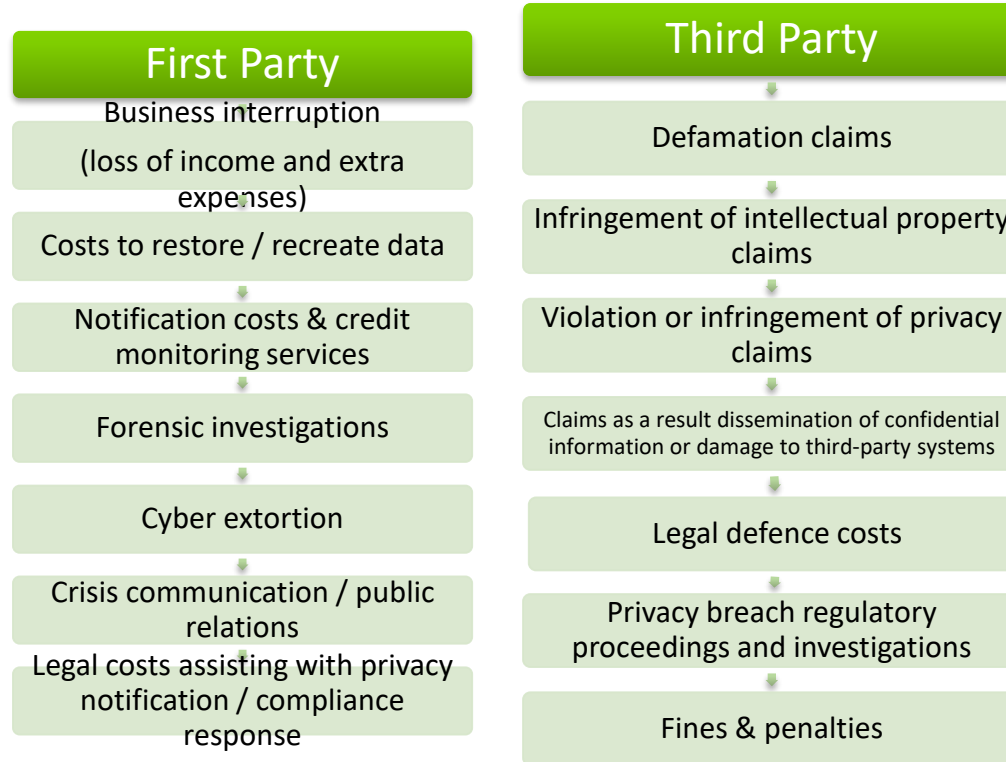 First Party
Business interruption
(loss of income and extra
expenses)
Costs to restore / recreate data
Notification costs & credit
monitoring services
Forensic investigations
Cyber extortion
Crisis communication / public
relations
Legal costs assisting with privacy
notification / compliance
response
Third Party
Defamation claims
Infringement of intellectual property
claims
Violation or infringement of privacy
claims
Claims as a result dissemination of confidential
information or damage to third-party systems
Legal defence costs
Privacy breach regulatory
proceedings and investigations
Fines & penalties